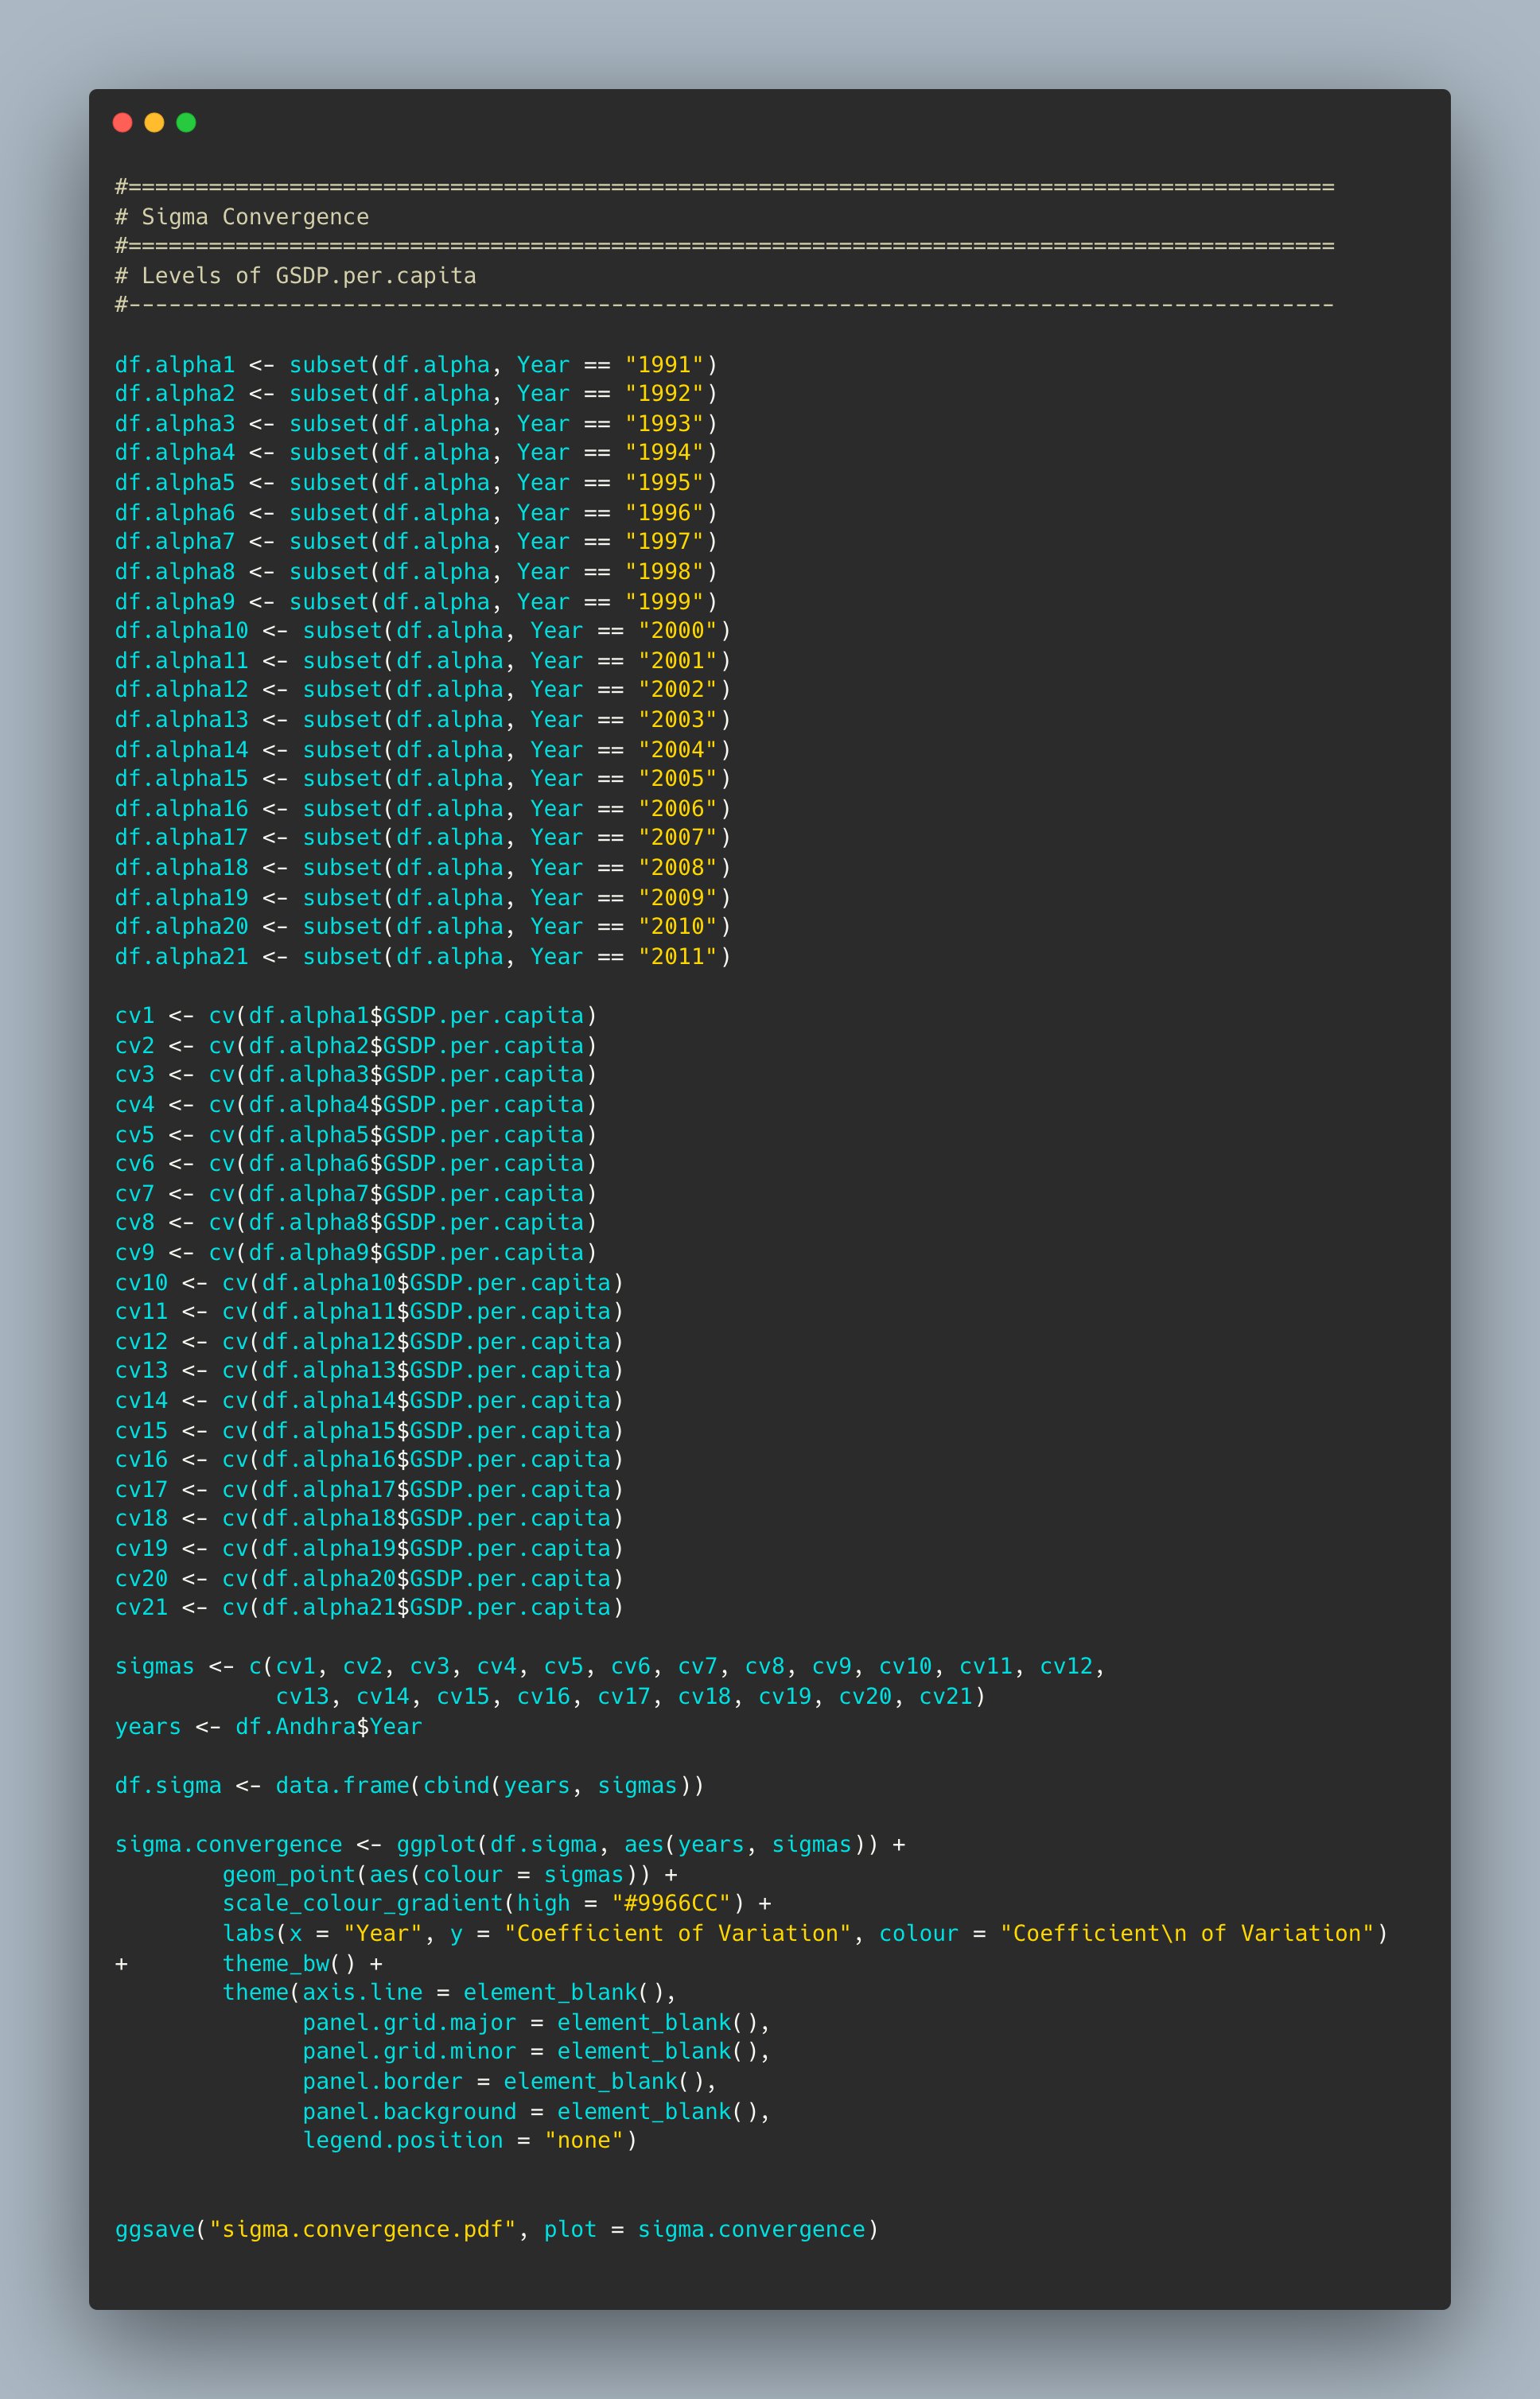 #==========================================================================================
# Sigma Convergence
#==========================================================================================
# Levels of GSDP.per.capita
#------------------------------------------------------------------------------------------
df.alpha1 <- subset(df.alpha, Year == "1991")
df.alpha2 <- subset(df.alpha, Year == "1992")
df.alpha3 <- subset(df.alpha, Year == "1993")
df.alpha4 <- subset(df.alpha, Year == "1994")
df.alpha5 <- subset(df.alpha, Year == "1995")
df.alpha6 <- subset(df.alpha, Year == "1996")
df.alpha7 <- subset(df.alpha, Year == "1997")
df.alpha8 <- subset(df.alpha, Year == "1998")
df.alpha9 <- subset(df.alpha, Year == "1999")
df.alpha10 <- subset(df.alpha, Year == "2000")
df.alpha11 <- subset(df.alpha, Year == "2001")
df.alpha12 <- subset(df.alpha, Year == "2002")
df.alpha13 <- subset(df.alpha, Year == "2003")
df.alpha14 <- subset(df.alpha, Year == "2004")
df.alpha15 <- subset(df.alpha, Year == "2005")
df.alpha16 <- subset(df.alpha, Year == "2006")
df.alpha17 <- subset(df.alpha, Year == "2007")
df.alpha18 <- subset(df.alpha, Year == "2008")
df.alpha19 <- subset(df.alpha, Year == "2009")
df.alpha20 <- subset(df.alpha, Year == "2010")
df.alpha21 <- subset(df.alpha, Year == "2011")
cv1 <- cv(df.alpha1$GSDP.per.capita)
cv2 <- cv(df.alpha2$GSDP.per.capita)
cv3 <- cv(df.alpha3$GSDP.per.capita)
cv4 <- cv(df.alpha4$GSDP.per.capita)
cv5 <- cv(df.alpha5$GSDP.per.capita)
cv6 <- cv(df.alpha6$GSDP.per.capita)
cv7 <- cv(df.alpha7$GSDP.per.capita)
cv8 <- cv(df.alpha8$GSDP.per.capita)
cv9 <- cv(df.alpha9$GSDP.per.capita)
cv10 <- cv(df.alpha10$GSDP.per.capita)
cv11 <- cv(df.alpha11$GSDP.per.capita)
cv12 <- cv(df.alpha12$GSDP.per.capita)
cv13 <- cv(df.alpha13$GSDP.per.capita)
cv14 <- cv(df.alpha14$GSDP.per.capita)
cv15 <- cv(df.alpha15$GSDP.per.capita)
cv16 <- cv(df.alpha16$GSDP.per.capita)
cv17 <- cv(df.alpha17$GSDP.per.capita)
cv18 <- cv(df.alpha18$GSDP.per.capita)
cv19 <- cv(df.alpha19$GSDP.per.capita)
cv20 <- cv(df.alpha20$GSDP.per.capita)
cv21 <- cv(df.alpha21$GSDP.per.capita)
sigmas <- c(cv1, cv2, cv3, cv4, cv5, cv6, cv7, cv8, cv9, cv10, cv11, cv12,
            cv13, cv14, cv15, cv16, cv17, cv18, cv19, cv20, cv21)
years <- df.Andhra$Year
df.sigma <- data.frame(cbind(years, sigmas))
sigma.convergence <- ggplot(df.sigma, aes(years, sigmas)) +
        geom_point(aes(colour = sigmas)) +
        scale_colour_gradient(high = "#9966CC") +
        labs(x = "Year", y = "Coefficient of Variation", colour = "Coefficient\n of Variation")
+       theme_bw() +
        theme(axis.line = element_blank(),
              panel.grid.major = element_blank(),
              panel.grid.minor = element_blank(),
              panel.border = element_blank(),
              panel.background = element_blank(),
              legend.position = "none")
ggsave("sigma.convergence.pdf", plot = sigma.convergence)